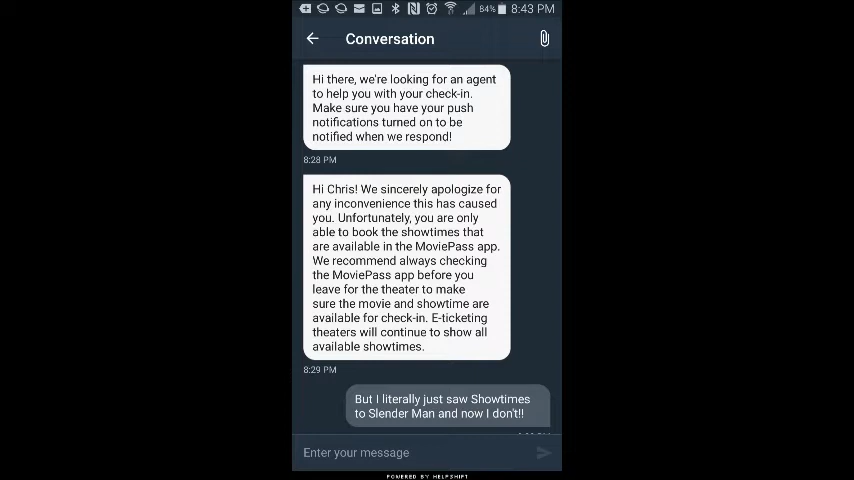 84% 8:43 PM
Conversation
Hi there, we're looking for an agent
to help you with your check-in.
Make sure you have your push
notifications turned on to be
notified when we respond!
8:28 PM
Hi Chris! We sincerely apologize for
any inconvenience this has caused
you. Unfortunately, you are only
able to book the showtimes that
are available in the MoviePass app.
We recommend always checking
the MoviePass app before you
leave for the theater to make
sure the movie and showtime are
available for check-in. E-ticketing
theaters will continue to show all
available showtimes.
8:29 PM
But I literally just saw Showtimes
to Slender Man and now I don't!!
Enter your message
POWERED BY HELPSHIFT